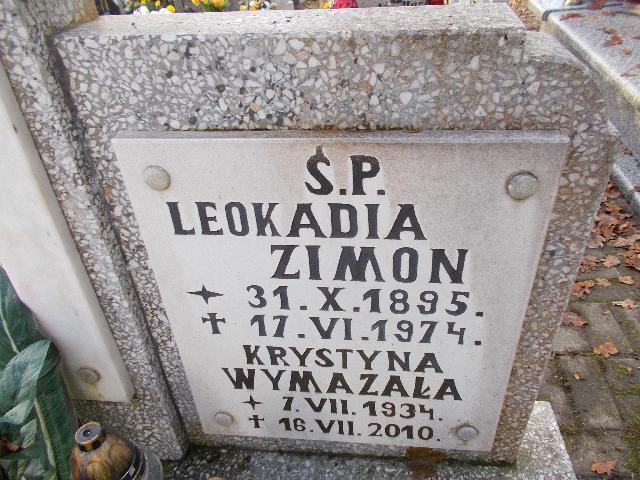 Ś.P.
LEOKADIA
ZIMON
31.X.1895.
✝ 17.VI.1974.
KRYSTYNA
WYMAZAŁA
7.VII.1934.
✝ 16.VII.2010.